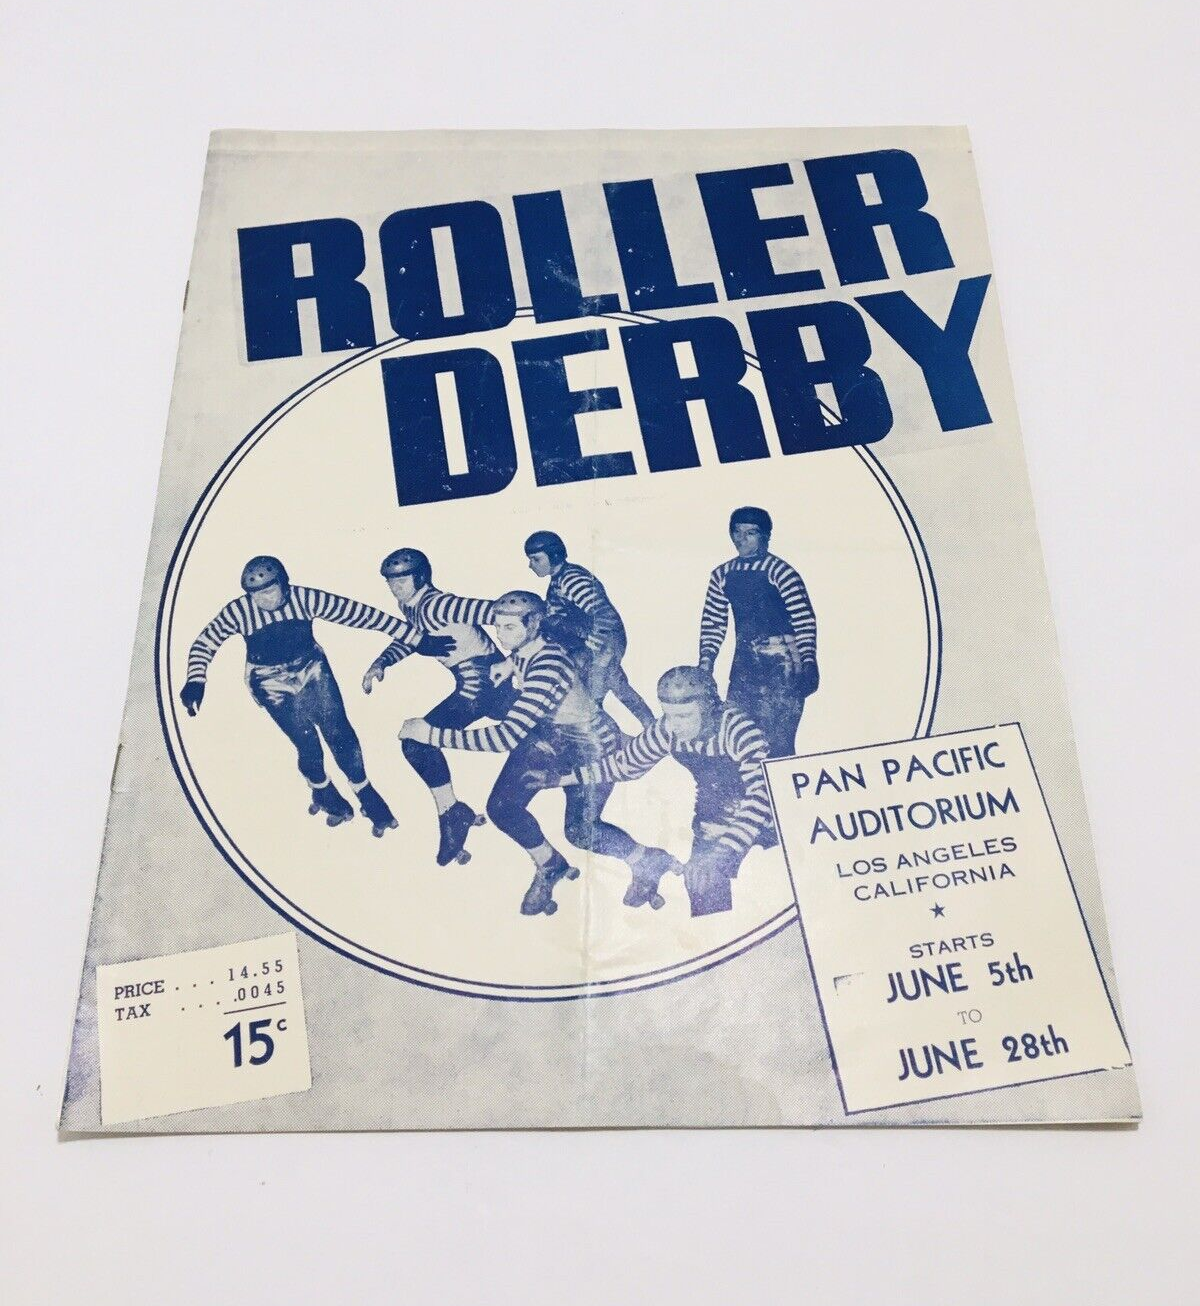 ROLLER
DERBY
PAN PACIFIC
AUDITORIUM
LOS ANGELES
CALIFORNIA
★
STARTS
JUNE 5th
TO
JUNE 28th
PRICE . . . 14.55
TAX . . . .0045
15c